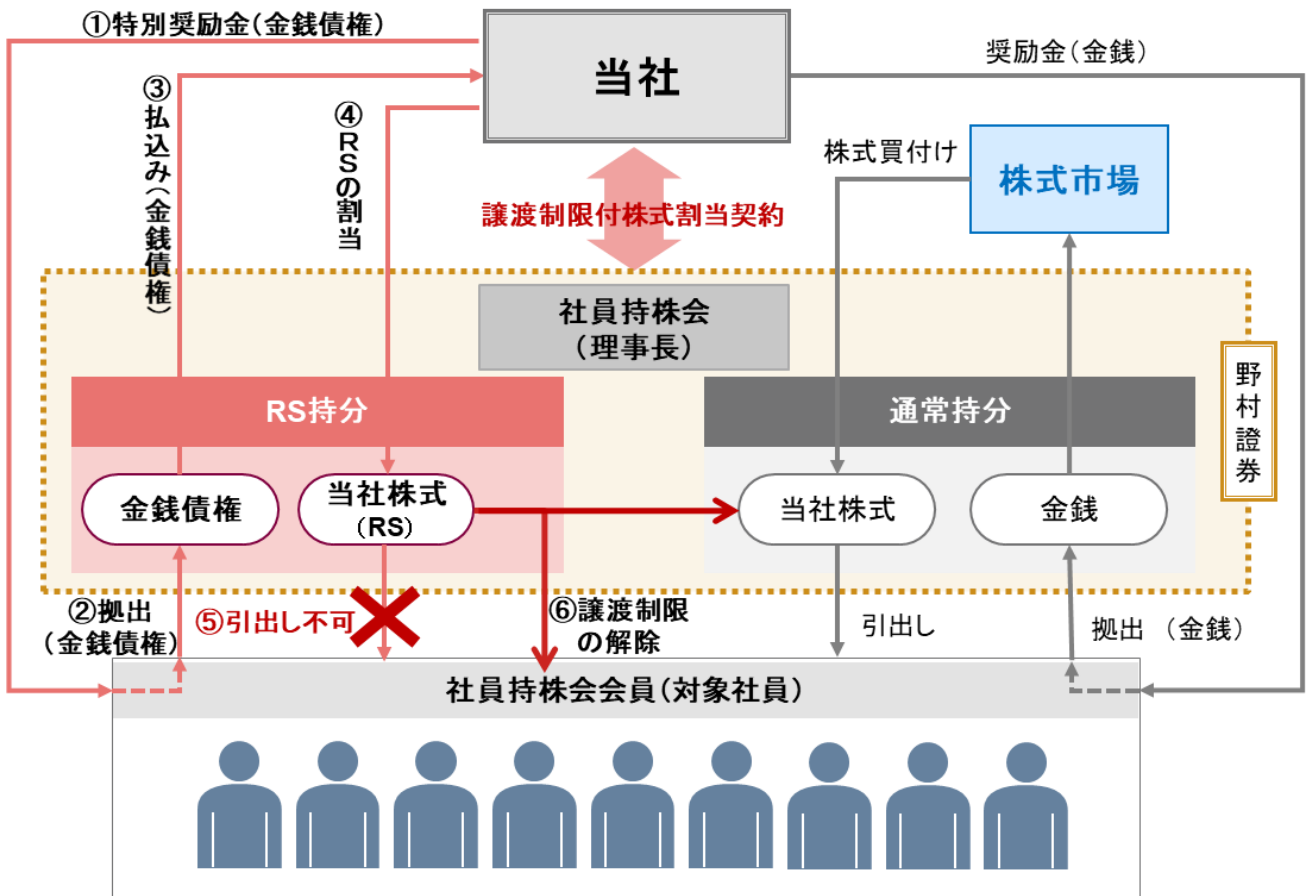 ①特別奨励金(金銭債権)
当社
奨励金(金銭)
③払込み(金銭債権)
④RSの割当
株式買付け
株式市場
譲渡制限付株式割当契約
社員持株会
(理事長)
野村證券
RS持分
通常持分
金銭債権
当社株式
(RS)
当社株式
金銭
②拠出
(金銭債権)
⑤引出し不可
⑥譲渡制限
の解除
引出し
拠出 (金銭)
社員持株会会員(対象社員)